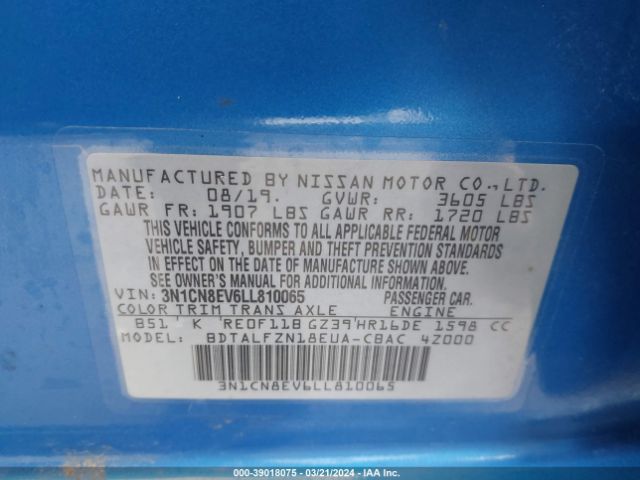 MANUFACTURED BY NISSAN MOTOR CO., LTD.
DATE: 08/19. GVWR: 3605 LBS
GAWR FR: 1907 LBS GAWR RR: 1720 LBS
THIS VEHICLE CONFORMS TO ALL APPLICABLE FEDERAL MOTOR
VEHICLE SAFETY, BUMPER AND THEFT PREVENTION STANDARDS
IN EFFECT ON THE DATE OF MANUFACTURE SHOWN ABOVE.
SEE OWNER'S MANUAL FOR ADDITIONAL INFORMATION
VIN: 3N1CN8EV6LL810065 PASSENGER CAR.
COLOR TRIM TRANS AXLE ENGINE
B51 K 'RE0F11B GZ39'HR16DE 1598 CC
MODEL: BDTALFZN18EUA-CBAC 4Z000
3N1CN8EV6LL810065
000-39018075 - 03/21/2024 - IAA Inc.